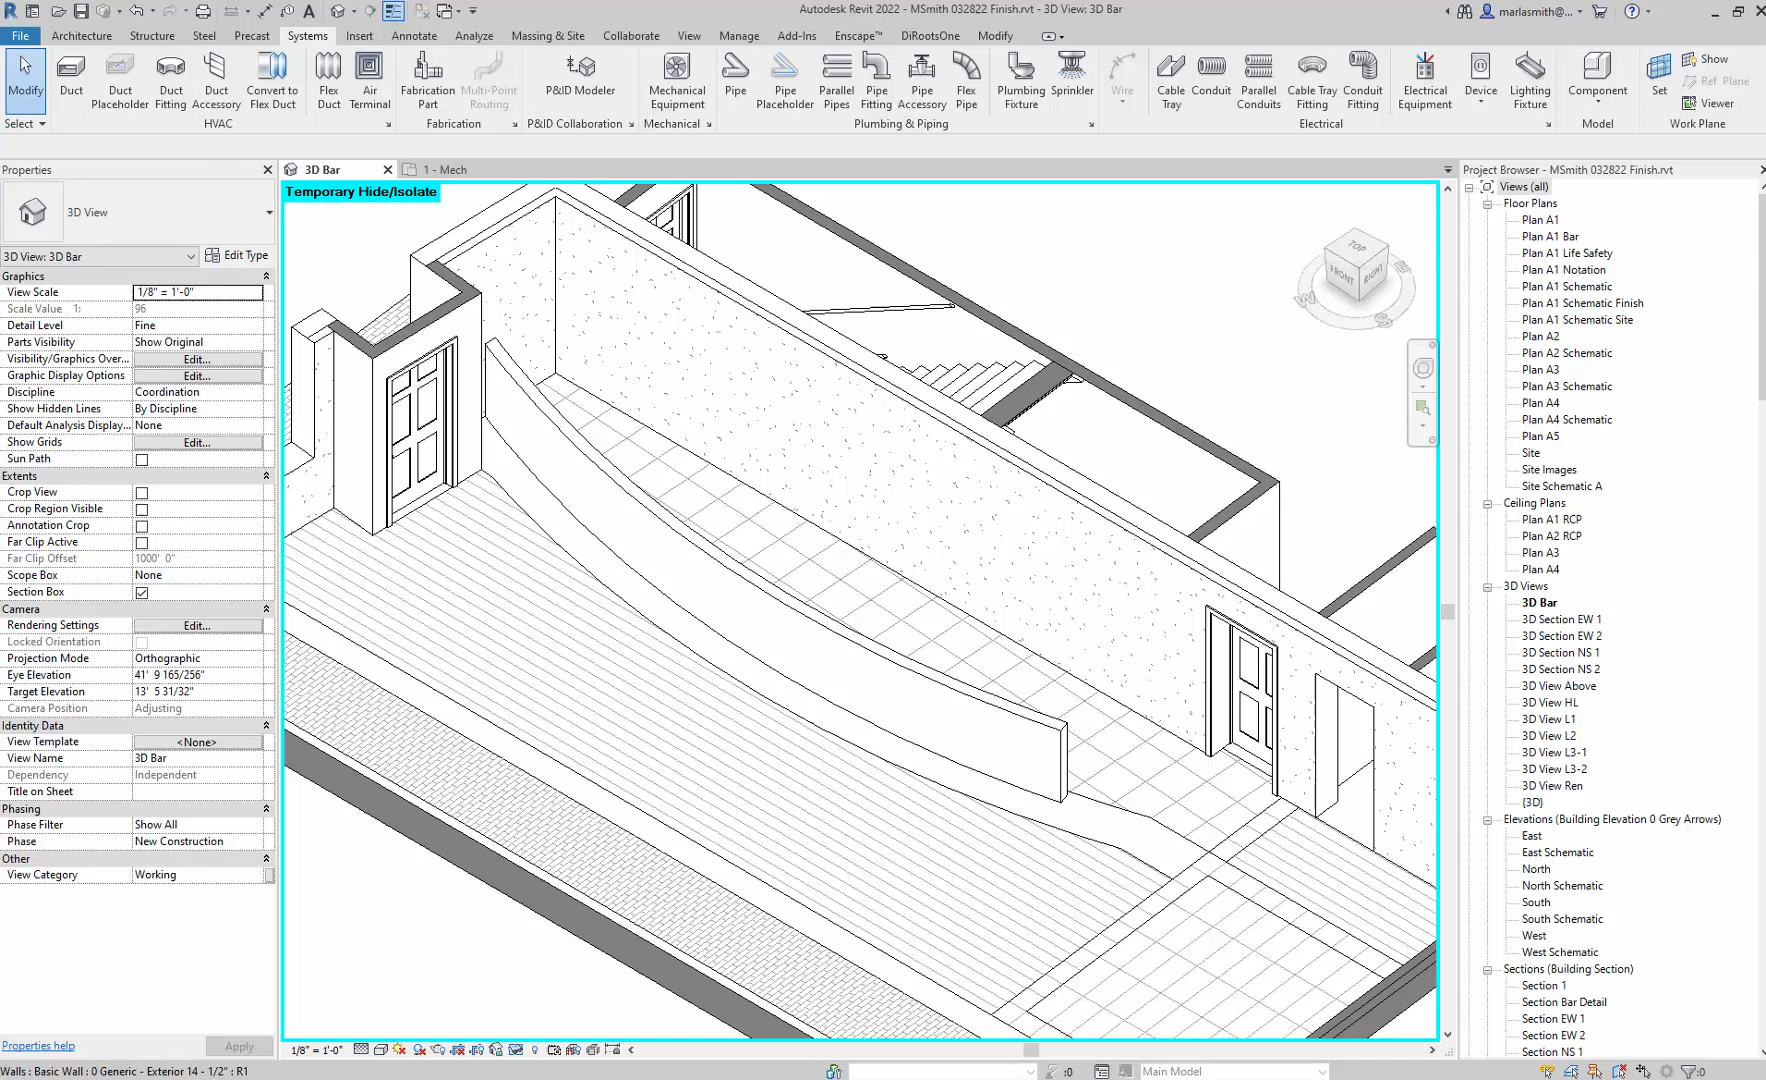 Autodesk Revit 2022 - MSmith 032822 Finish.rvt - 3D View: 3D Bar
marlasmith@...
File Architecture Structure Steel Precast Systems Insert Annotate Analyze Massing & Site Collaborate View Manage Add-Ins Enscape™ DiRootsOne Modify
Modify
Duct
Duct Placeholder
Duct Fitting
Duct Accessory
Convert to Flex Duct
Flex Duct
Air Terminal
Fabrication Part
Multi-Point Routing
P&ID Modeler
Mechanical Equipment
Pipe
Pipe Placeholder
Parallel Pipes
Pipe Fitting
Pipe Accessory
Flex Pipe
Plumbing Fixture
Sprinkler
Wire
Cable Tray
Conduit
Parallel Conduits
Cable Tray Fitting
Conduit Fitting
Electrical Equipment
Device
Lighting Fixture
Component
Set
Show
Ref Plane
Viewer
Select HVAC Fabrication P&ID Collaboration Mechanical Plumbing & Piping Electrical Model Work Plane
Properties
3D View
3D View: 3D Bar Edit Type
Graphics
View Scale 1/8" = 1'-0"
Scale Value 1: 96
Detail Level Fine
Parts Visibility Show Original
Visibility/Graphics Over... Edit...
Graphic Display Options Edit...
Discipline Coordination
Show Hidden Lines By Discipline
Default Analysis Display... None
Show Grids Edit...
Sun Path
Extents
Crop View
Crop Region Visible
Annotation Crop
Far Clip Active
Far Clip Offset 1000' 0"
Scope Box None
Section Box
Camera
Rendering Settings Edit...
Locked Orientation
Projection Mode Orthographic
Eye Elevation 41' 9 165/256"
Target Elevation 13' 5 31/32"
Camera Position Adjusting
Identity Data
View Template <None>
View Name 3D Bar
Dependency Independent
Title on Sheet
Phasing
Phase Filter Show All
Phase New Construction
Other
View Category Working
Properties help Apply
3D Bar 1 - Mech
Temporary Hide/Isolate
TOP
FRONT RIGHT
W S E
1/8" = 1'-0"
Project Browser - MSmith 032822 Finish.rvt
Views (all)
Floor Plans
Plan A1
Plan A1 Bar
Plan A1 Life Safety
Plan A1 Notation
Plan A1 Schematic
Plan A1 Schematic Finish
Plan A1 Schematic Site
Plan A2
Plan A2 Schematic
Plan A3
Plan A3 Schematic
Plan A4
Plan A4 Schematic
Plan A5
Site
Site Images
Site Schematic A
Ceiling Plans
Plan A1 RCP
Plan A2 RCP
Plan A3
Plan A4
3D Views
3D Bar
3D Section EW 1
3D Section EW 2
3D Section NS 1
3D Section NS 2
3D View Above
3D View HL
3D View L1
3D View L2
3D View L3-1
3D View L3-2
3D View Ren
{3D}
Elevations (Building Elevation 0 Grey Arrows)
East
East Schematic
North
North Schematic
South
South Schematic
West
West Schematic
Sections (Building Section)
Section 1
Section Bar Detail
Section EW 1
Section EW 2
Section NS 1
Walls : Basic Wall : 0 Generic - Exterior 14 - 1/2" : R1
:0
Main Model
:0